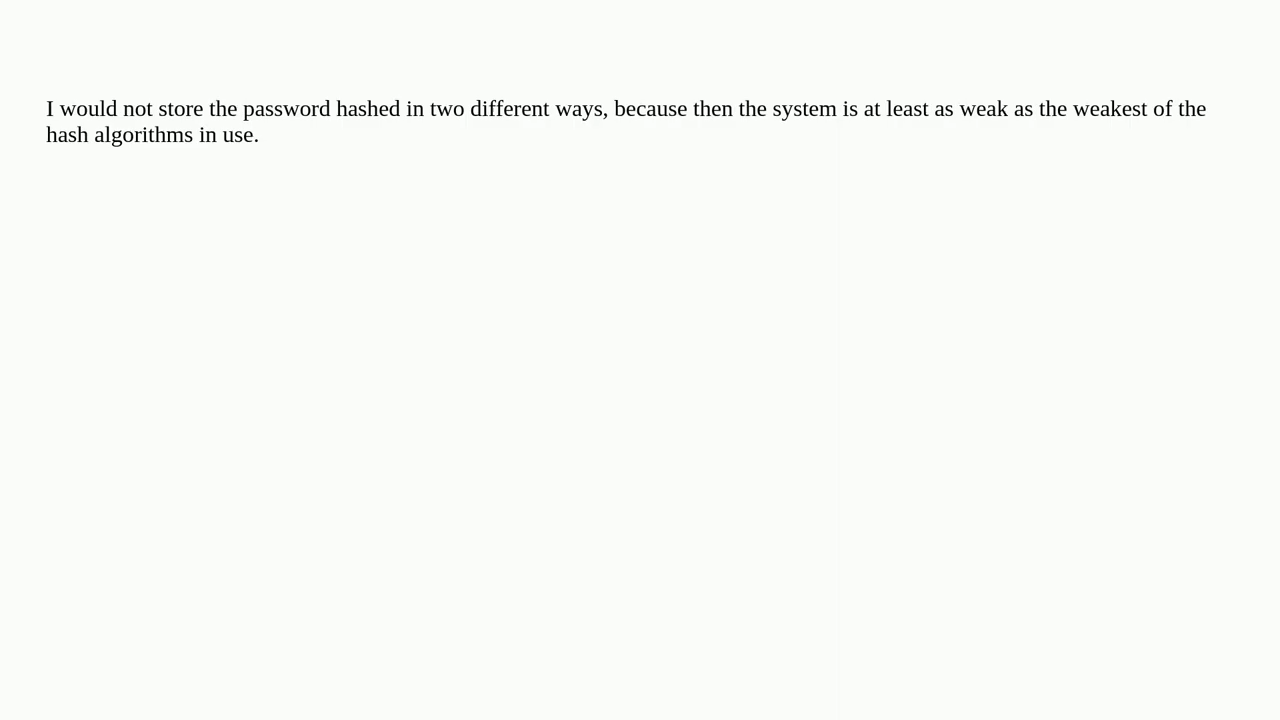 I would not store the password hashed in two different ways, because then the system is at least as weak as the weakest of the
hash algorithms in use.